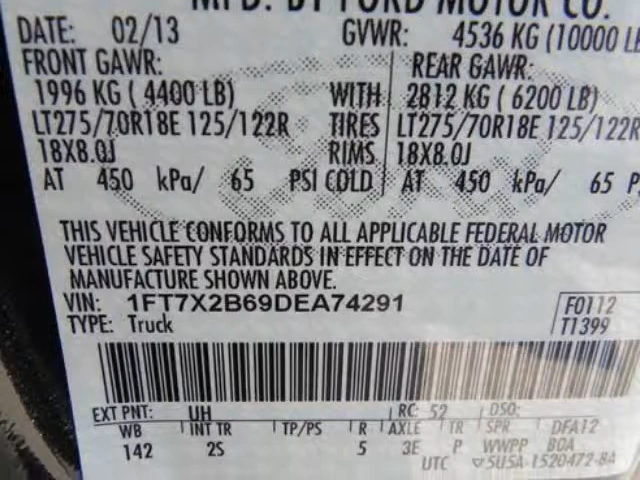 MFD. BY FORD MOTOR CO.
DATE: 02/13 GVWR: 4536 KG (10000 LB
FRONT GAWR: REAR GAWR:
1996 KG ( 4400 LB) WITH 2812 KG ( 6200 LB)
LT275/70R18E 125/122R TIRES LT275/70R18E 125/122R
18X8.0J RIMS 18X8.0J
AT 450 kPa/ 65 PSI COLD AT 450 kPa/ 65 P
THIS VEHICLE CONFORMS TO ALL APPLICABLE FEDERAL MOTOR
VEHICLE SAFETY STANDARDS IN EFFECT ON THE DATE OF
MANUFACTURE SHOWN ABOVE.
VIN: 1FT7X2B69DEA74291 F0112
TYPE: Truck T1399
EXT PNT: UH RC: 52 DSO:
WB INT TR TP/PS R AXLE TR SPR DFA12
142 2S 5 3E P WWPP BOA
UTC 5U5A-1520472-BA